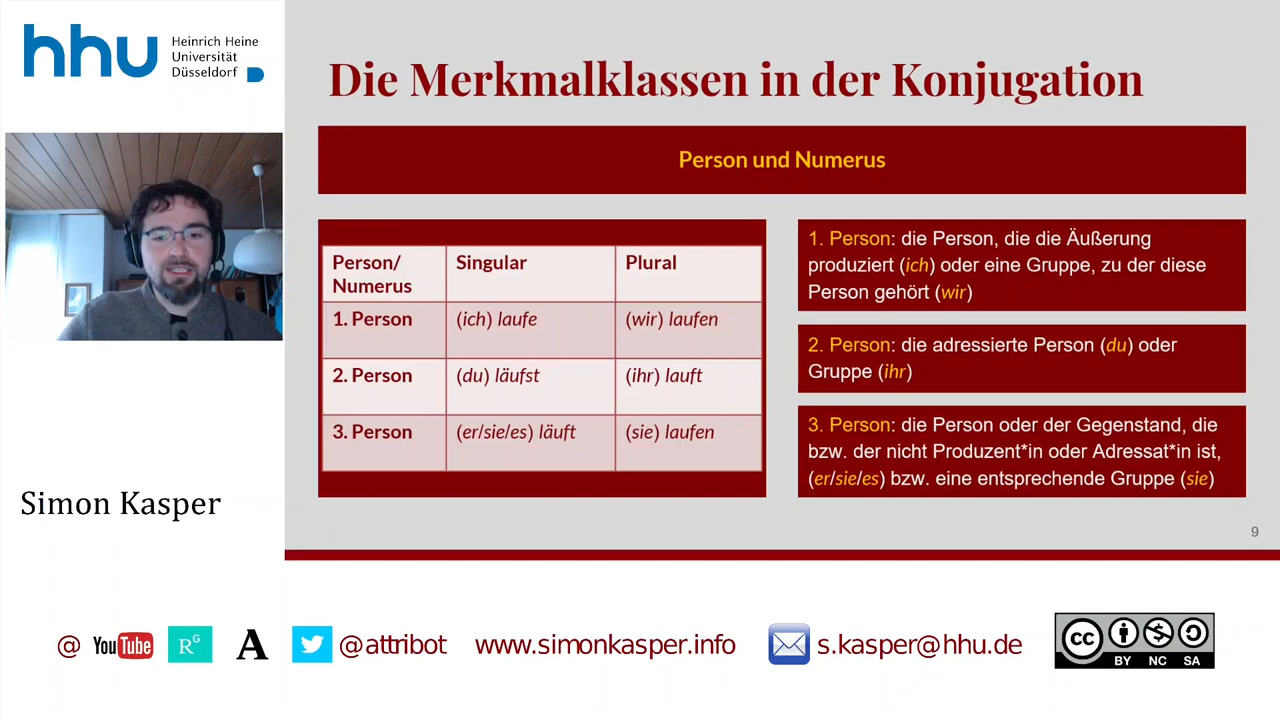 hhu Heinrich Heine
Universität
Düsseldorf
Die Merkmalklassen in der Konjugation
Person und Numerus
Person/ Numerus Singular Plural
1. Person (ich) laufe (wir) laufen
2. Person (du) läufst (ihr) lauft
3. Person (er/sie/es) läuft (sie) laufen
1. Person: die Person, die die Äußerung
produziert (ich) oder eine Gruppe, zu der diese
Person gehört (wir)
2. Person: die adressierte Person (du) oder
Gruppe (ihr)
3. Person: die Person oder der Gegenstand, die
bzw. der nicht Produzent*in oder Adressat*in ist,
(er/sie/es) bzw. eine entsprechende Gruppe (sie)
Simon Kasper
9
@ YouTube RG A @attribot www.simonkasper.info s.kasper@hhu.de cc
BY NC SA